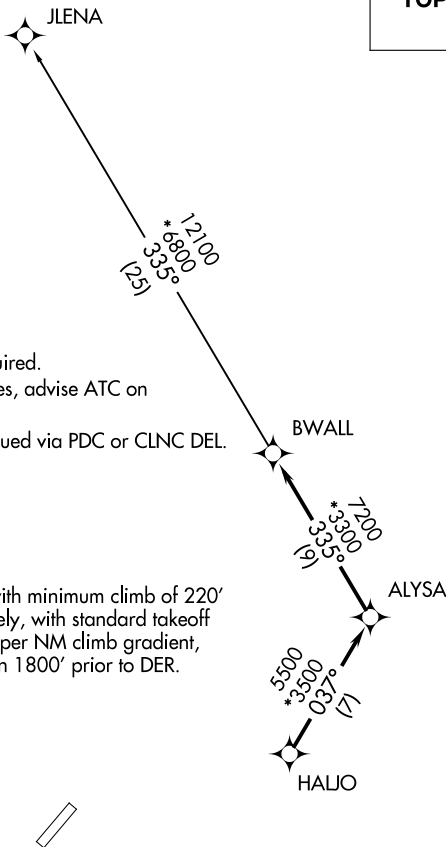 TOP
JLENA
12100
*6800
335°
(25)
uired.
es, advise ATC on
ued via PDC or CLNC DEL.
BWALL
7200
*3300
335°
(9)
with minimum climb of 220'
ely, with standard takeoff
per NM climb gradient,
n 1800' prior to DER.
ALYSA
5500
*3500
037°
(7)
HALJO